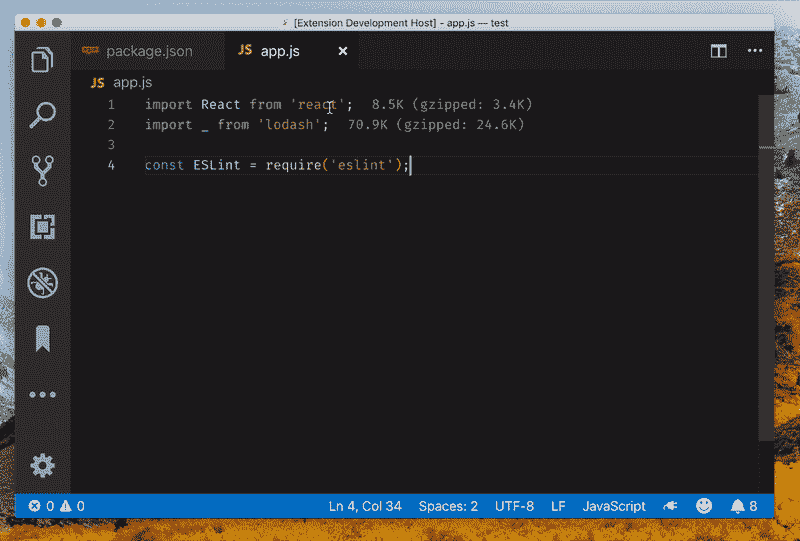 [Extension Development Host] - app.js — test
package.json
JS app.js
JS app.js
1 import React from 'react'; 8.5K (gzipped: 3.4K)
2 import _ from 'lodash'; 70.9K (gzipped: 24.6K)
3
4 const ESLint = require('eslint');
0 0 Ln 4, Col 34 Spaces: 2 UTF-8 LF JavaScript 8